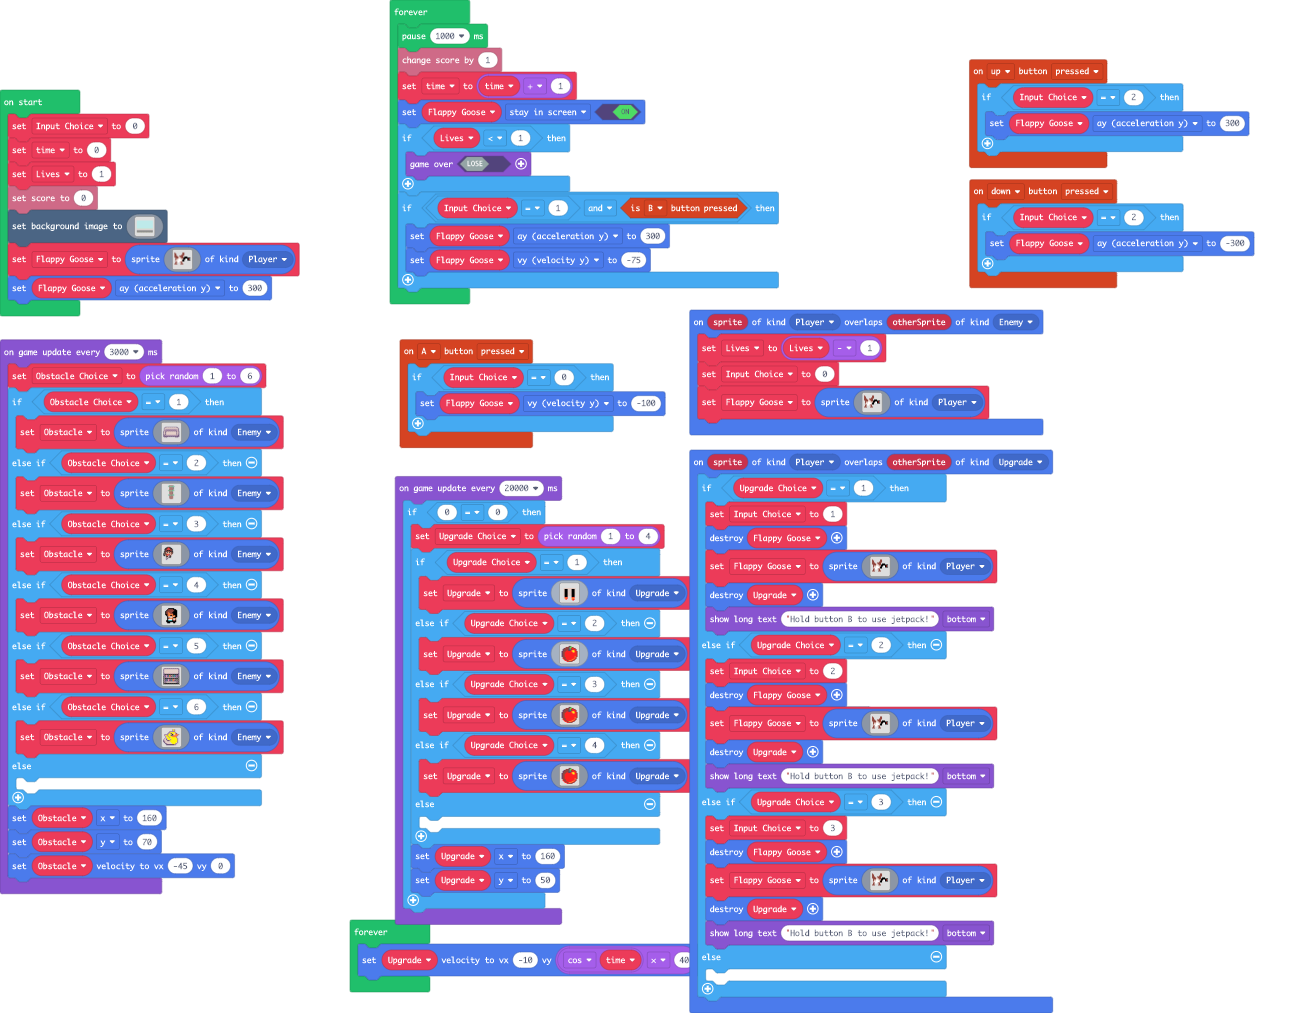 on start
set Input Choice to 0
set time to 0
set Lives to 1
set score to 0
set background image to
set Flappy Goose to sprite of kind Player
set Flappy Goose ay (acceleration y) to 300
on game update every 3000 ms
set Obstacle Choice to pick random 1 to 6
if Obstacle Choice = 1 then
set Obstacle to sprite of kind Enemy
else if Obstacle Choice = 2 then
set Obstacle to sprite of kind Enemy
else if Obstacle Choice = 3 then
set Obstacle to sprite of kind Enemy
else if Obstacle Choice = 4 then
set Obstacle to sprite of kind Enemy
else if Obstacle Choice = 5 then
set Obstacle to sprite of kind Enemy
else if Obstacle Choice = 6 then
set Obstacle to sprite of kind Enemy
else
set Obstacle x to 160
set Obstacle y to 70
set Obstacle velocity to vx -45 vy 0
forever
pause 1000 ms
change score by 1
set time to time + 1
set Flappy Goose stay in screen ON
if Lives < 1 then
game over LOSE
if Input Choice = 1 and is B button pressed then
set Flappy Goose ay (acceleration y) to 300
set Flappy Goose vy (velocity y) to -75
on A button pressed
if Input Choice = 0 then
set Flappy Goose vy (velocity y) to -100
on game update every 20000 ms
if 0 = 0 then
set Upgrade Choice to pick random 1 to 4
if Upgrade Choice = 1 then
set Upgrade to sprite of kind Upgrade
else if Upgrade Choice = 2 then
set Upgrade to sprite of kind Upgrade
else if Upgrade Choice = 3 then
set Upgrade to sprite of kind Upgrade
else if Upgrade Choice = 4 then
set Upgrade to sprite of kind Upgrade
else
set Upgrade x to 160
set Upgrade y to 50
forever
set Upgrade velocity to vx -10 vy cos time × 40
on up button pressed
if Input Choice = 2 then
set Flappy Goose ay (acceleration y) to 300
on down button pressed
if Input Choice = 2 then
set Flappy Goose ay (acceleration y) to -300
on sprite of kind Player overlaps otherSprite of kind Enemy
set Lives to Lives - 1
set Input Choice to 0
set Flappy Goose to sprite of kind Player
on sprite of kind Player overlaps otherSprite of kind Upgrade
if Upgrade Choice = 1 then
set Input Choice to 1
destroy Flappy Goose
set Flappy Goose to sprite of kind Player
destroy Upgrade
show long text "Hold button B to use jetpack!" bottom
else if Upgrade Choice = 2 then
set Input Choice to 2
destroy Flappy Goose
set Flappy Goose to sprite of kind Player
destroy Upgrade
show long text "Hold button B to use jetpack!" bottom
else if Upgrade Choice = 3 then
set Input Choice to 3
destroy Flappy Goose
set Flappy Goose to sprite of kind Player
destroy Upgrade
show long text "Hold button B to use jetpack!" bottom
else